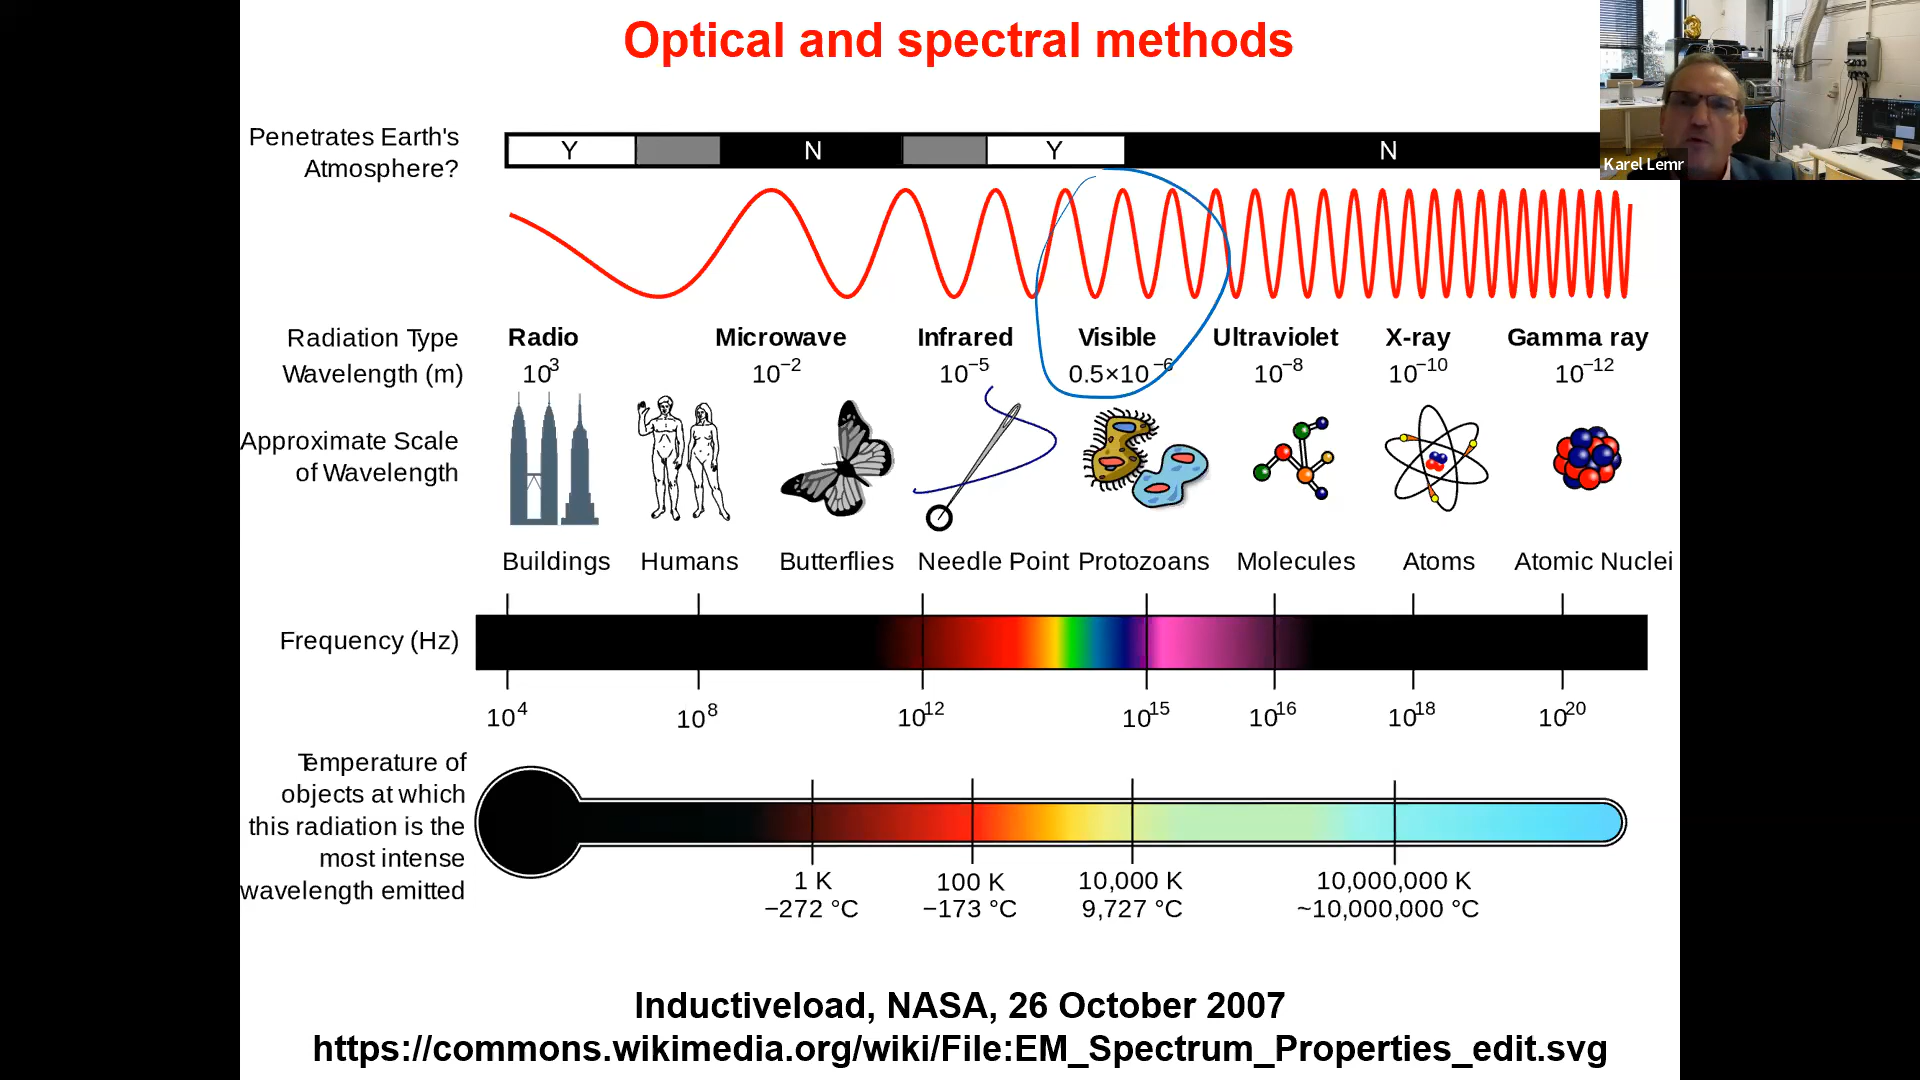 Optical and spectral methods
Karel Lemr
Penetrates Earth's
Atmosphere?
Y N Y N
Radiation Type Radio Microwave Infrared Visible Ultraviolet X-ray Gamma ray
Wavelength (m) 10³ 10⁻² 10⁻⁵ 0.5×10⁻⁶ 10⁻⁸ 10⁻¹⁰ 10⁻¹²
Approximate Scale
of Wavelength
Buildings Humans Butterflies Needle Point Protozoans Molecules Atoms Atomic Nuclei
Frequency (Hz)
10⁴ 10⁸ 10¹² 10¹⁵ 10¹⁶ 10¹⁸ 10²⁰
Temperature of
objects at which
this radiation is the
most intense
wavelength emitted
1 K 100 K 10,000 K 10,000,000 K
−272 °C −173 °C 9,727 °C ~10,000,000 °C
Inductiveload, NASA, 26 October 2007
https://commons.wikimedia.org/wiki/File:EM_Spectrum_Properties_edit.svg